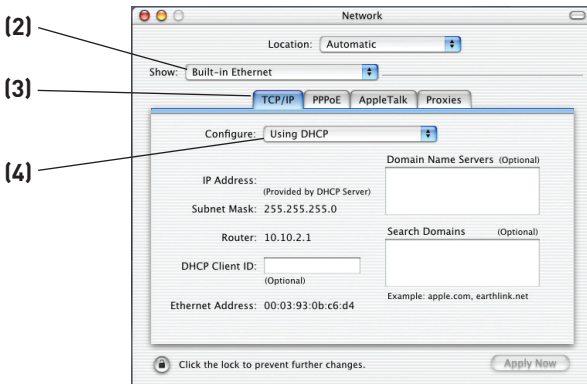 Network
Location: Automatic
(2)
Show: Built-in Ethernet
(3)
TCP/IP PPPoE AppleTalk Proxies
Configure: Using DHCP
(4)
Domain Name Servers (Optional)
IP Address:
(Provided by DHCP Server)
Subnet Mask: 255.255.255.0
Router: 10.10.2.1
Search Domains (Optional)
DHCP Client ID:
(Optional)
Example: apple.com, earthlink.net
Ethernet Address: 00:03:93:0b:c6:d4
Click the lock to prevent further changes.
Apply Now